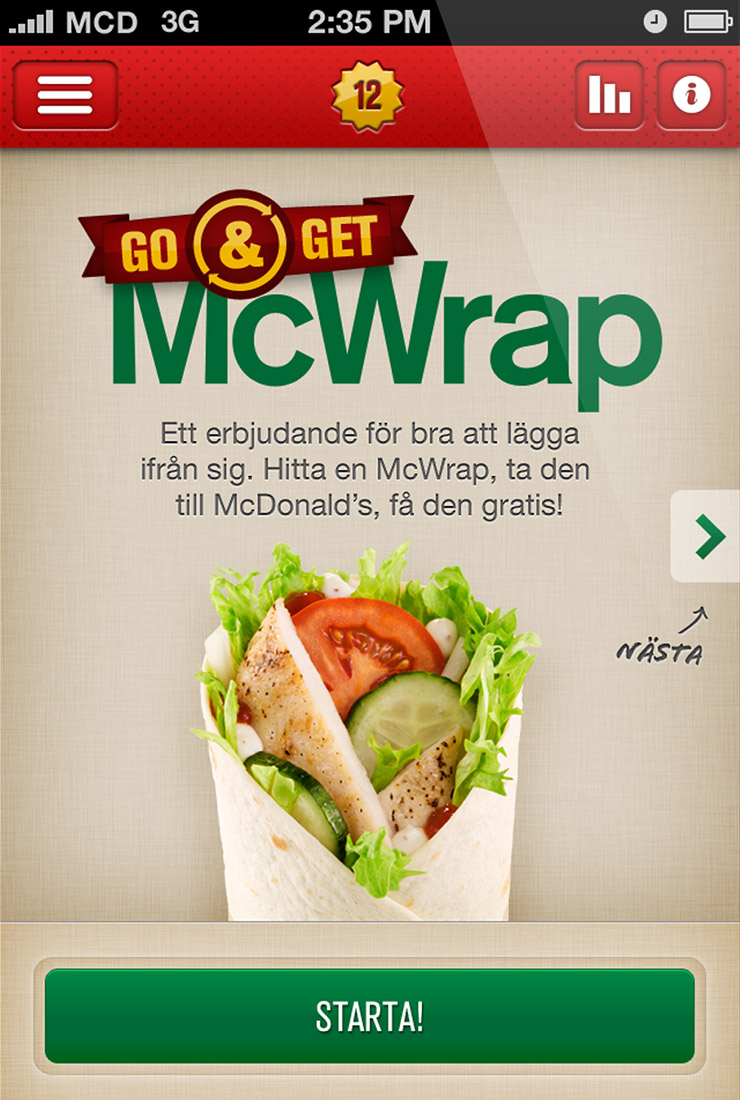 MCD 3G 2:35 PM
12
GO & GET
McWrap
Ett erbjudande för bra att lägga
ifrån sig. Hitta en McWrap, ta den
till McDonald’s, få den gratis!
NÄSTA
STARTA!